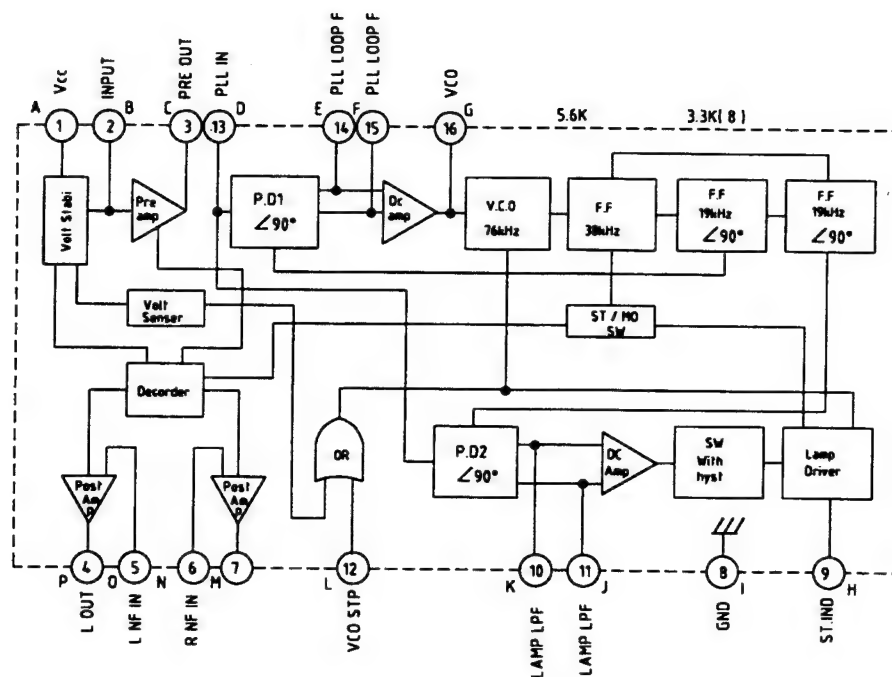 Vcc
INPUT
PRE OUT
PLL IN
PLL LOOP F
PLL LOOP F
VCO
A
B
C
D
E
F
G
5.6K
3.3K(8)
1
2
3
13
14
15
16
Volt Stabi
Pre
amp
P.D1
∠90°
Dc
amp
V.C.O
76kHz
F.F
38kHz
F.F
19kHz
∠90°
F.F
19kHz
∠90°
Volt
Senser
ST / MO
SW
Decorder
OR
P.D2
∠90°
DC
Amp
SW
With
hyst
Lamp
Driver
Post
Am
p
Post
Am
p
4
5
6
7
12
10
11
8
9
P
O
N
M
L
K
J
I
H
L OUT
L NF IN
R NF IN
VCO STP
LAMP LPF
LAMP LPF
GND
ST.IND